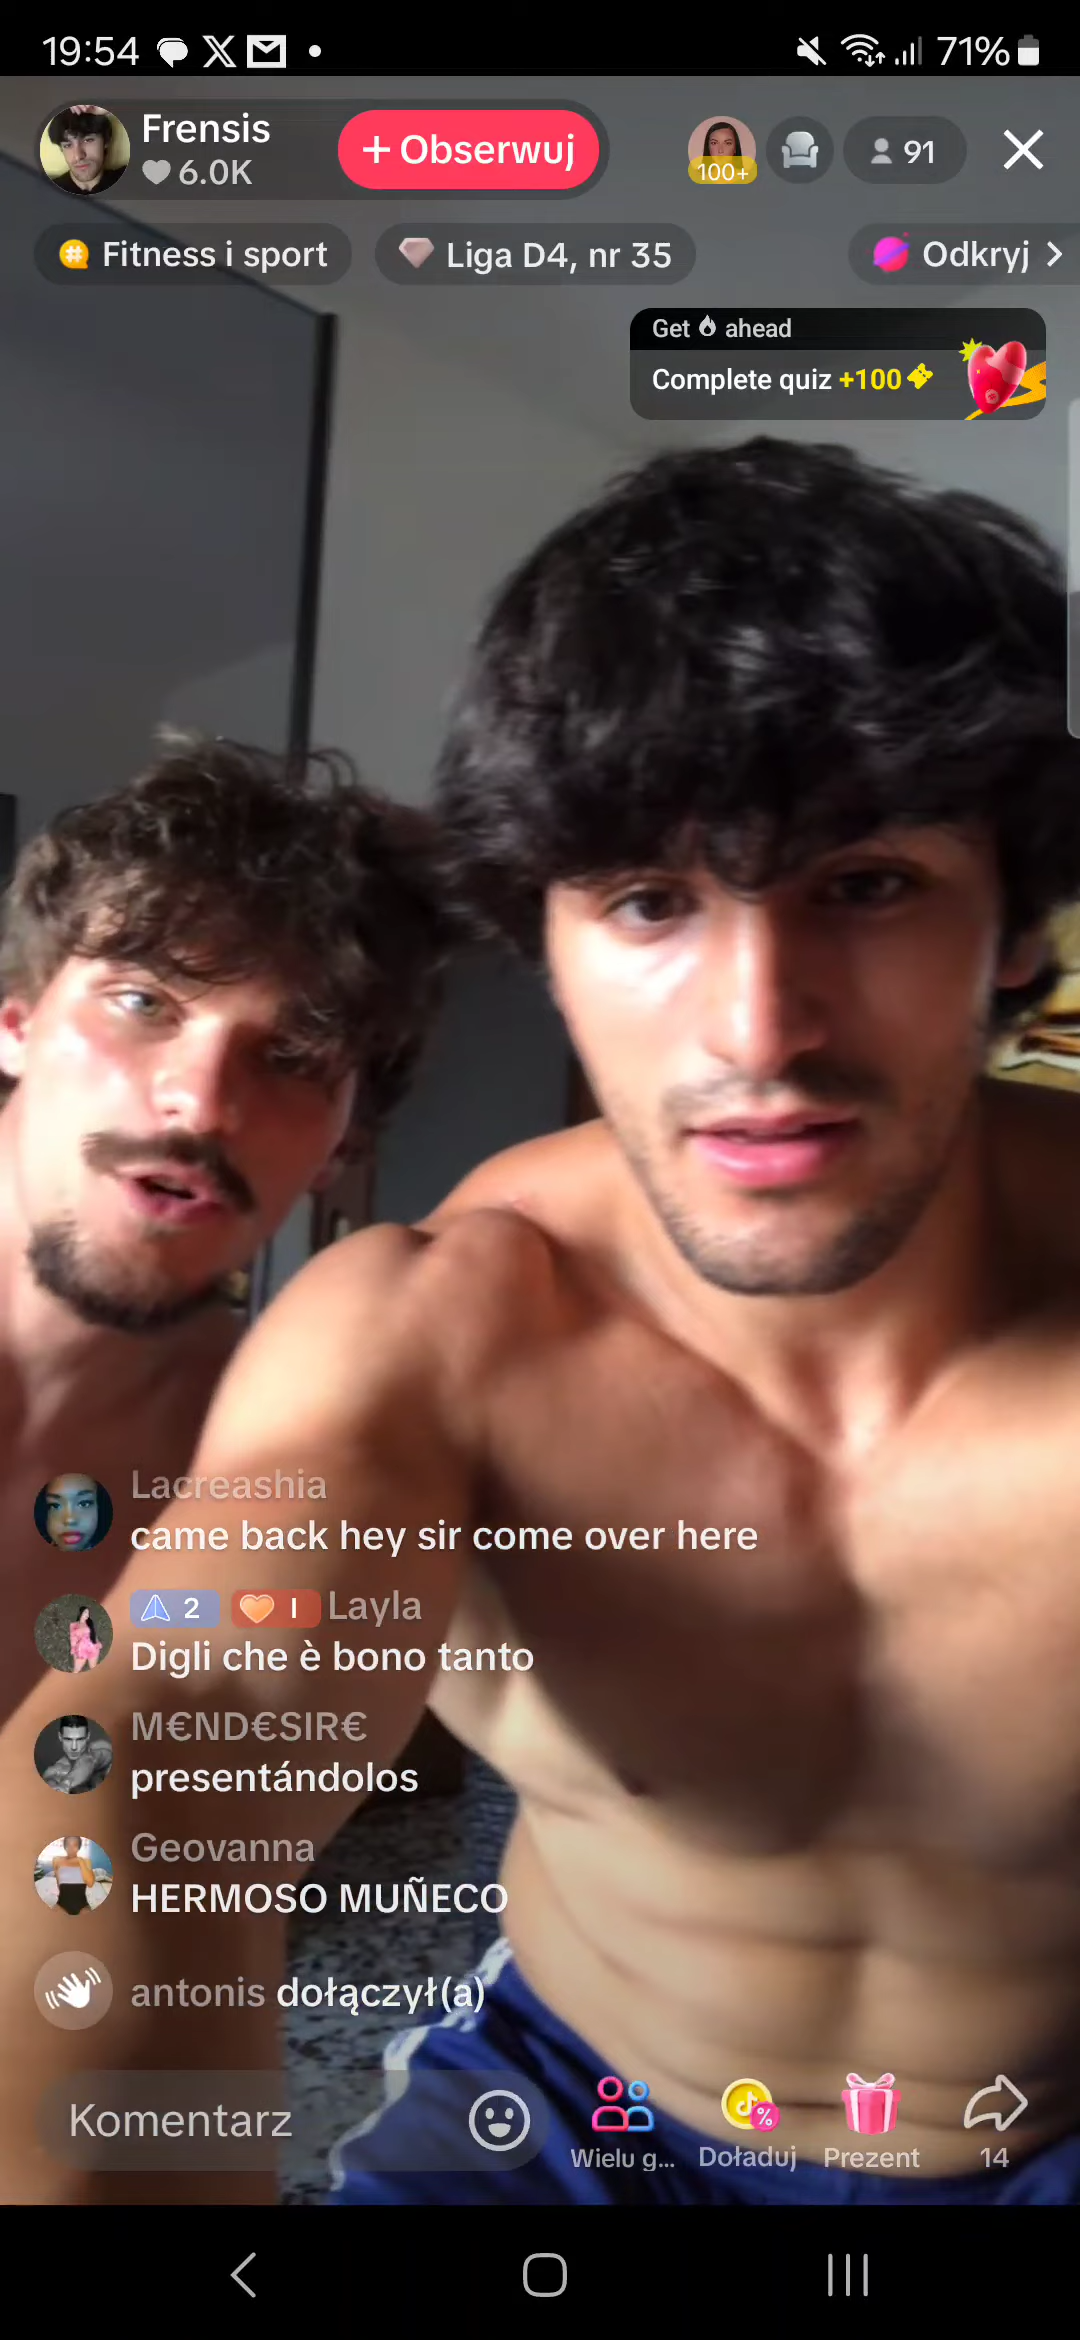 19:54
71%
Frensis
6.0K
+ Obserwuj
100+
91
Fitness i sport
Liga D4, nr 35
Odkryj >
Get ahead
Complete quiz +100
Lacreashia
came back hey sir come over here
2 I Layla
Digli che è bono tanto
M€ND€SIR€
presentándolos
Geovanna
HERMOSO MUÑECO
antonis dołączył(a)
Komentarz
Wielu g...
Doładuj
Prezent
14